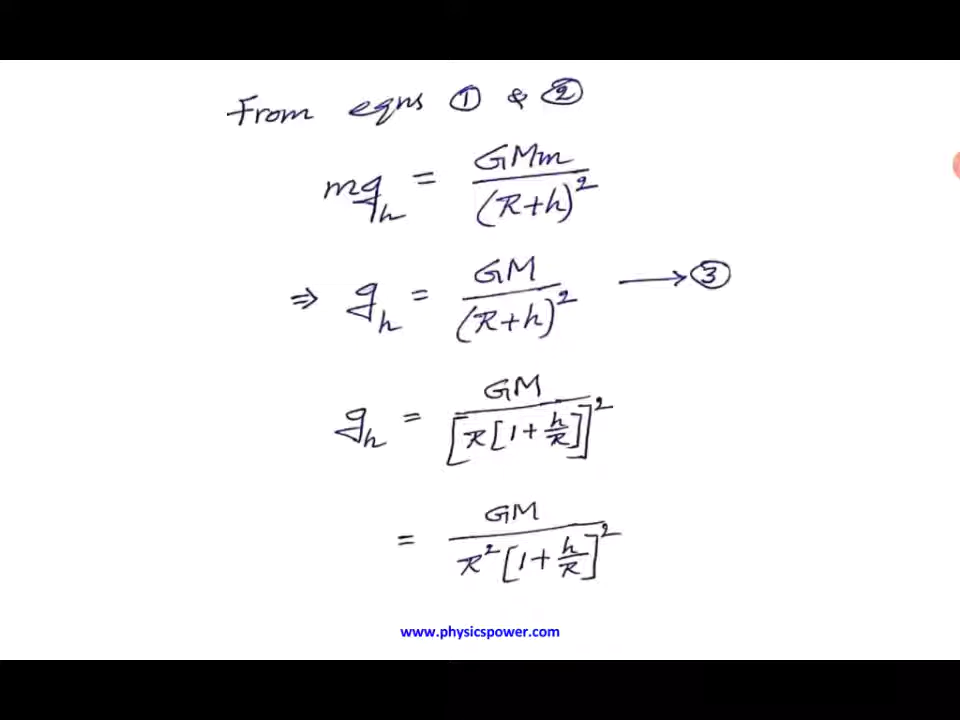 From eqns ① & ②
mg_h = GMm/(R+h)²
⇒ g_h = GM/(R+h)² ⟶ ③
g_h = GM/[R[1+h/R]]²
= GM/R²[1+h/R]²
www.physicspower.com